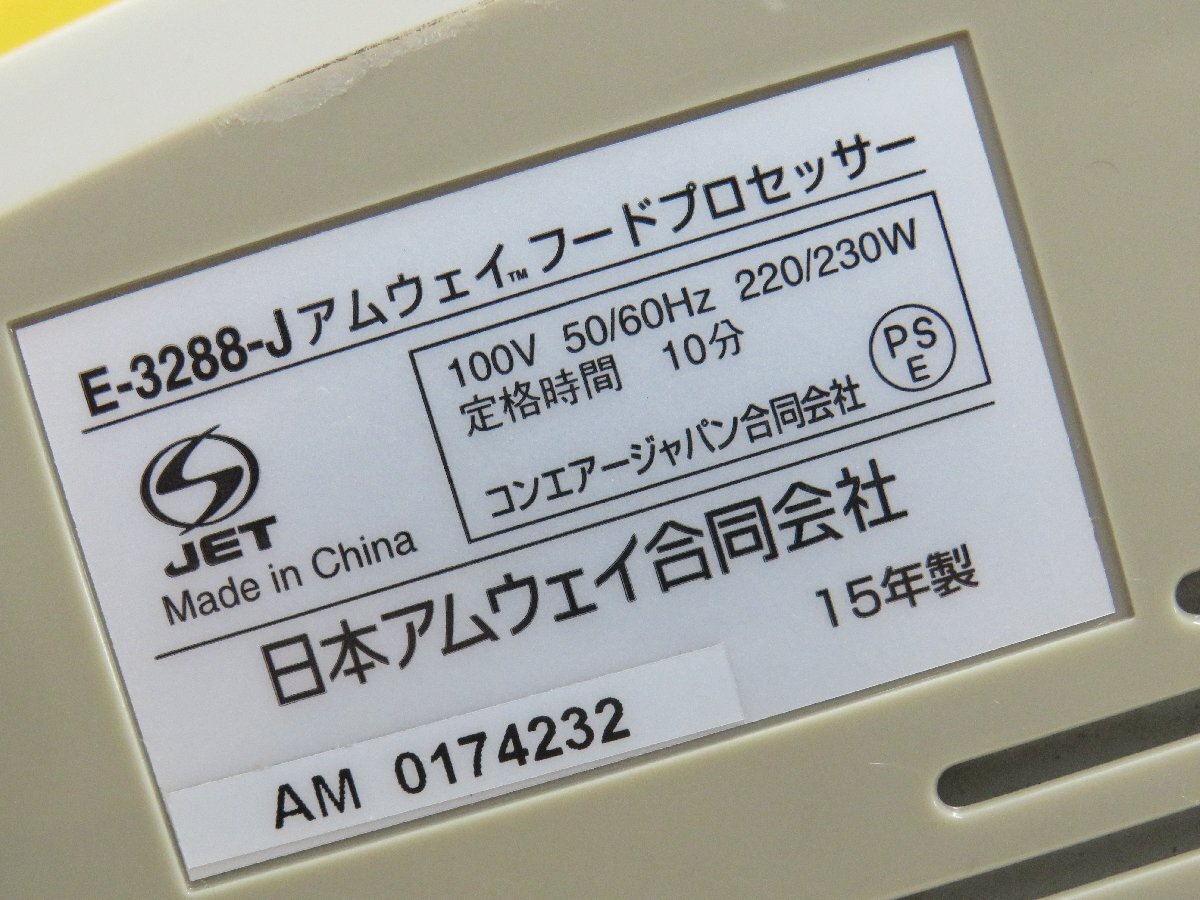 E-3288-J アムウェイ™ フードプロセッサー
100V 50/60Hz 220/230W
定格時間 10分
PS
E
コンエアージャパン合同会社
JET
Made in China
日本アムウェイ合同会社
15年製
AM 0174232